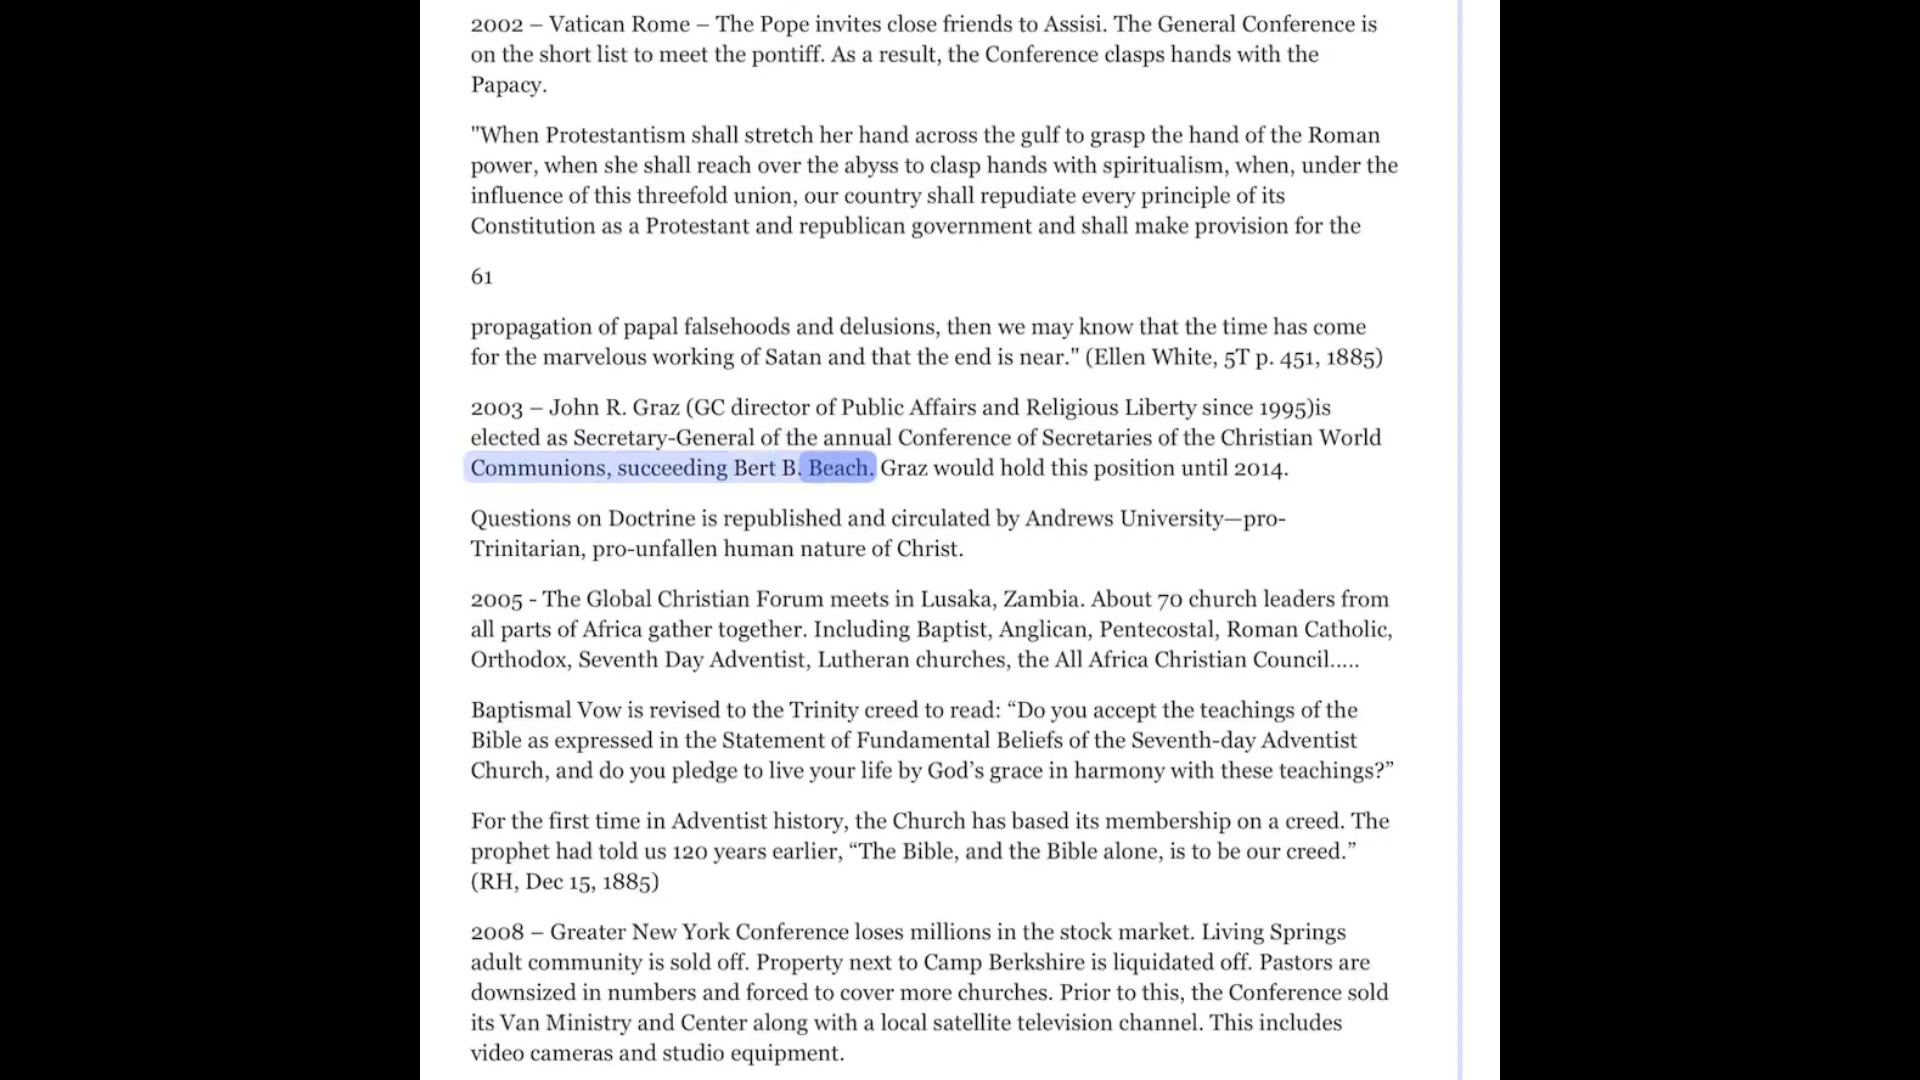 2002 – Vatican Rome – The Pope invites close friends to Assisi. The General Conference is
on the short list to meet the pontiff. As a result, the Conference clasps hands with the
Papacy.
"When Protestantism shall stretch her hand across the gulf to grasp the hand of the Roman
power, when she shall reach over the abyss to clasp hands with spiritualism, when, under the
influence of this threefold union, our country shall repudiate every principle of its
Constitution as a Protestant and republican government and shall make provision for the
61
propagation of papal falsehoods and delusions, then we may know that the time has come
for the marvelous working of Satan and that the end is near." (Ellen White, 5T p. 451, 1885)
2003 – John R. Graz (GC director of Public Affairs and Religious Liberty since 1995)is
elected as Secretary-General of the annual Conference of Secretaries of the Christian World
Communions, succeeding Bert B. Beach. Graz would hold this position until 2014.
Questions on Doctrine is republished and circulated by Andrews University—pro-
Trinitarian, pro-unfallen human nature of Christ.
2005 - The Global Christian Forum meets in Lusaka, Zambia. About 70 church leaders from
all parts of Africa gather together. Including Baptist, Anglican, Pentecostal, Roman Catholic,
Orthodox, Seventh Day Adventist, Lutheran churches, the All Africa Christian Council.....
Baptismal Vow is revised to the Trinity creed to read: “Do you accept the teachings of the
Bible as expressed in the Statement of Fundamental Beliefs of the Seventh-day Adventist
Church, and do you pledge to live your life by God’s grace in harmony with these teachings?”
For the first time in Adventist history, the Church has based its membership on a creed. The
prophet had told us 120 years earlier, “The Bible, and the Bible alone, is to be our creed.”
(RH, Dec 15, 1885)
2008 – Greater New York Conference loses millions in the stock market. Living Springs
adult community is sold off. Property next to Camp Berkshire is liquidated off. Pastors are
downsized in numbers and forced to cover more churches. Prior to this, the Conference sold
its Van Ministry and Center along with a local satellite television channel. This includes
video cameras and studio equipment.